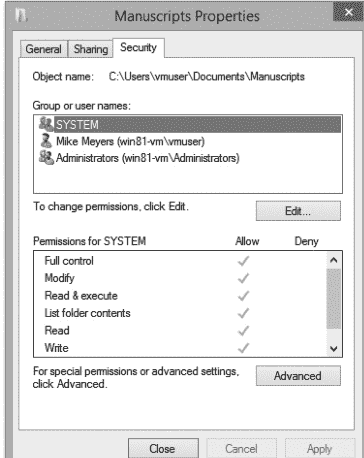 Manuscripts Properties
General Sharing Security
Object name: C:\Users\vmuser\Documents\Manuscripts
Group or user names:
SYSTEM
Mike Meyers (win81-vm\vmuser)
Administrators (win81-vm\Administrators)
To change permissions, click Edit.
Edit...
Permissions for SYSTEM Allow Deny
Full control
Modify
Read & execute
List folder contents
Read
Write
For special permissions or advanced settings,
click Advanced.
Advanced
Close Cancel Apply